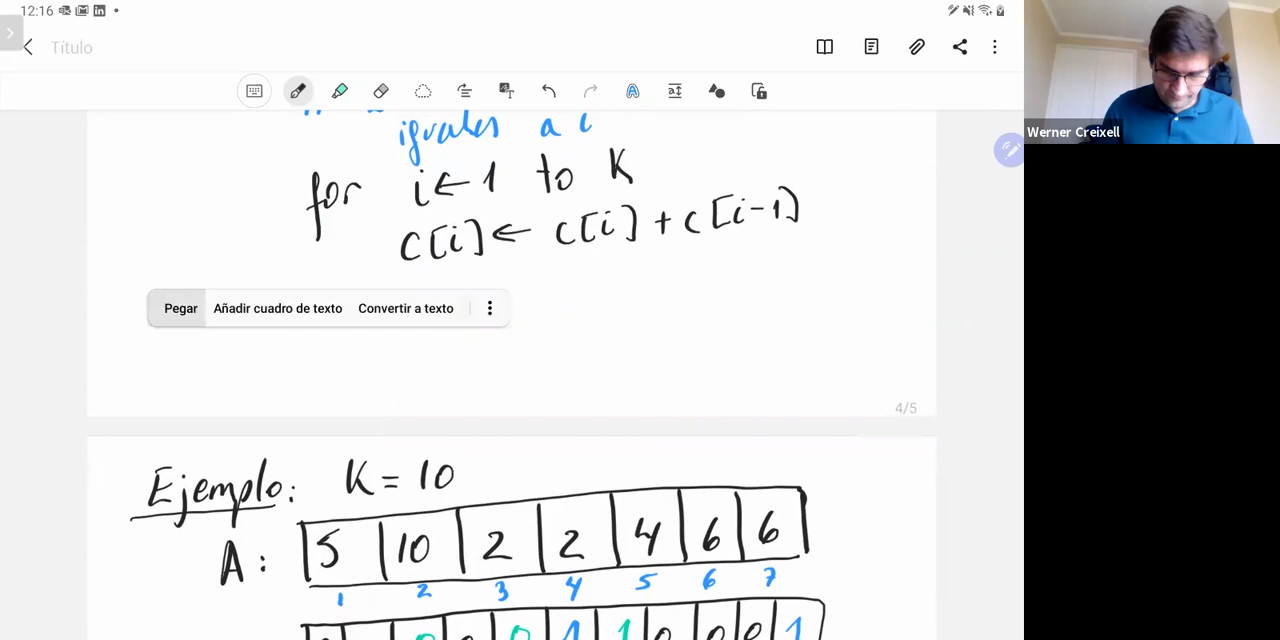 12:16
Título
Werner Creixell
iguales a i
for i ← 1 to K
C[i] ← C[i] + C[i-1]
Pegar Añadir cuadro de texto Convertir a texto
4/5
Ejemplo: K = 10
A: 5 10 2 2 4 6 6
1 2 3 4 5 6 7